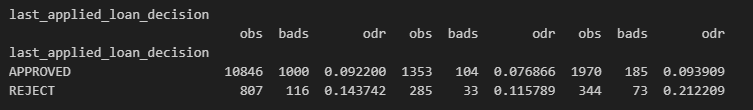 last_applied_loan_decision
obs bads odr obs bads odr obs bads odr
last_applied_loan_decision
APPROVED 10846 1000 0.092200 1353 104 0.076866 1970 185 0.093909
REJECT 807 116 0.143742 285 33 0.115789 344 73 0.212209